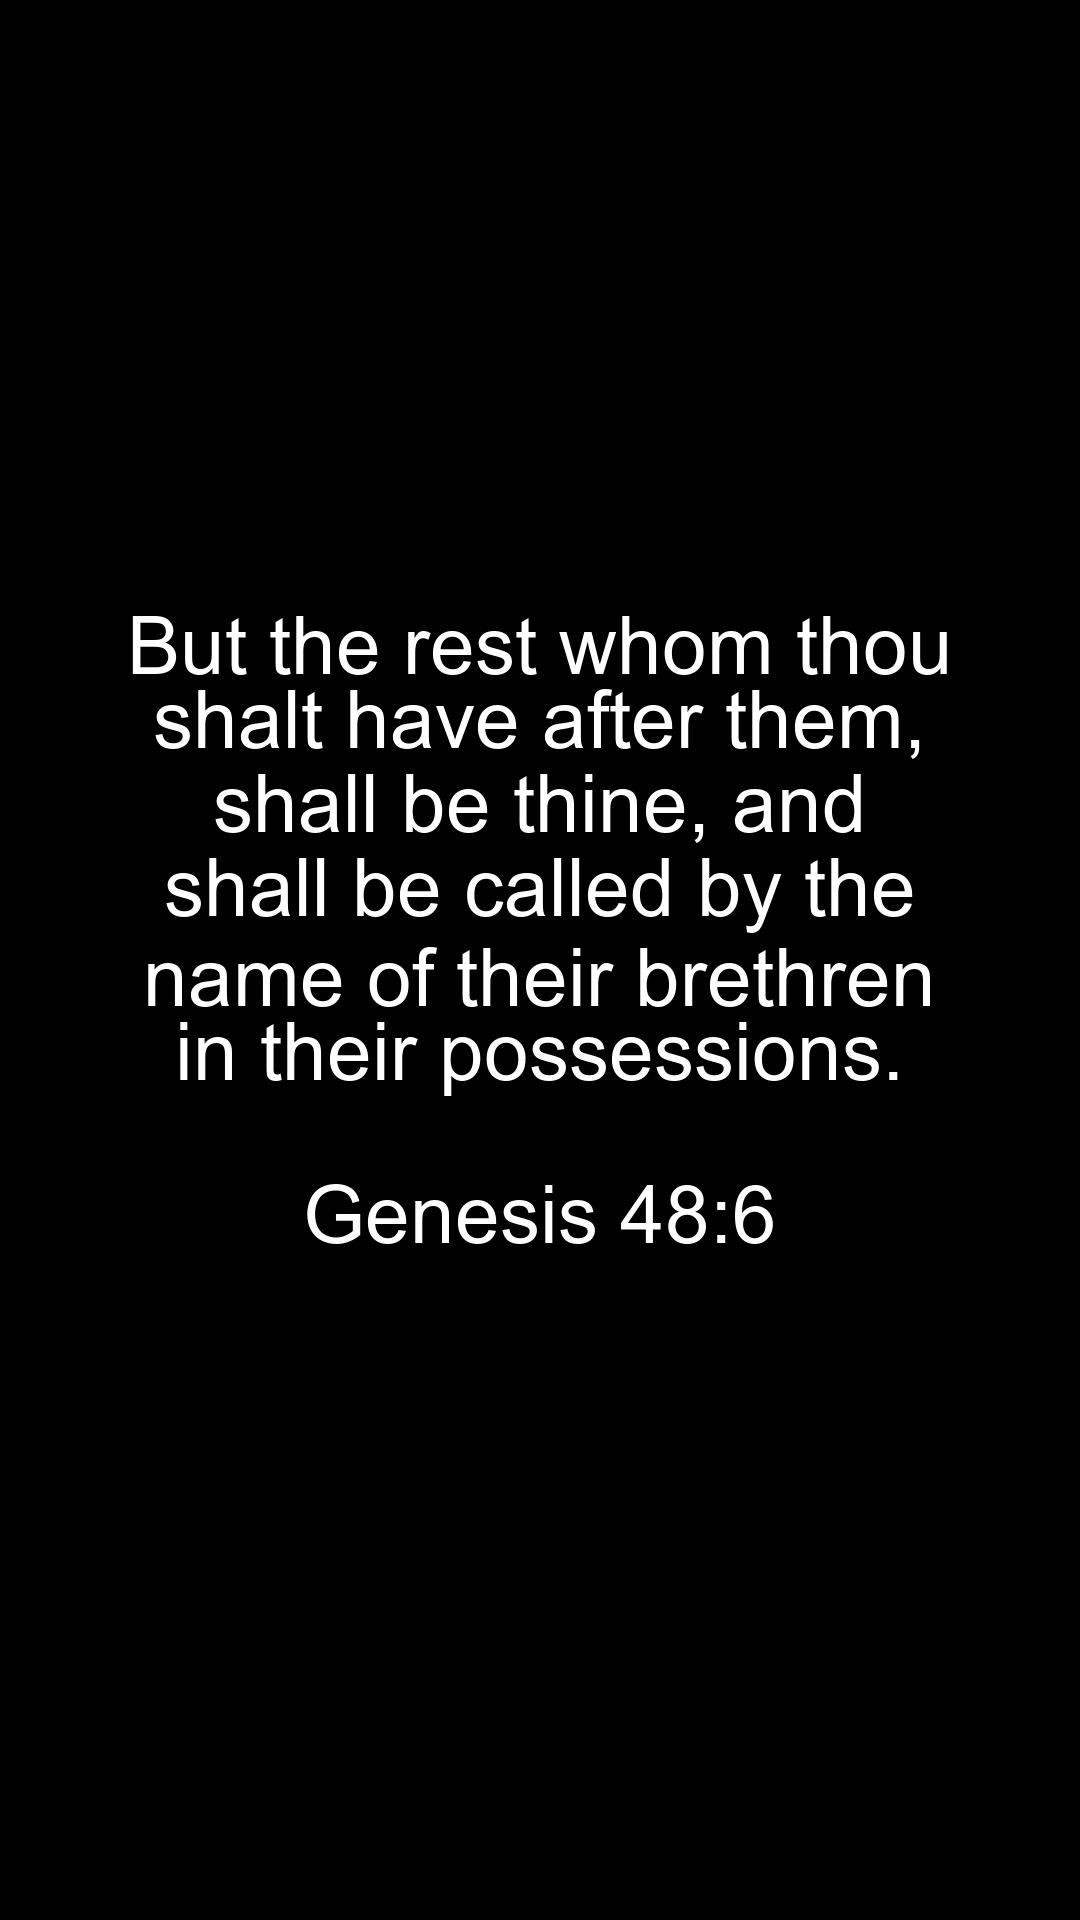 But the rest whom thou
shalt have after them,
shall be thine, and
shall be called by the
name of their brethren
in their possessions.
Genesis 48:6